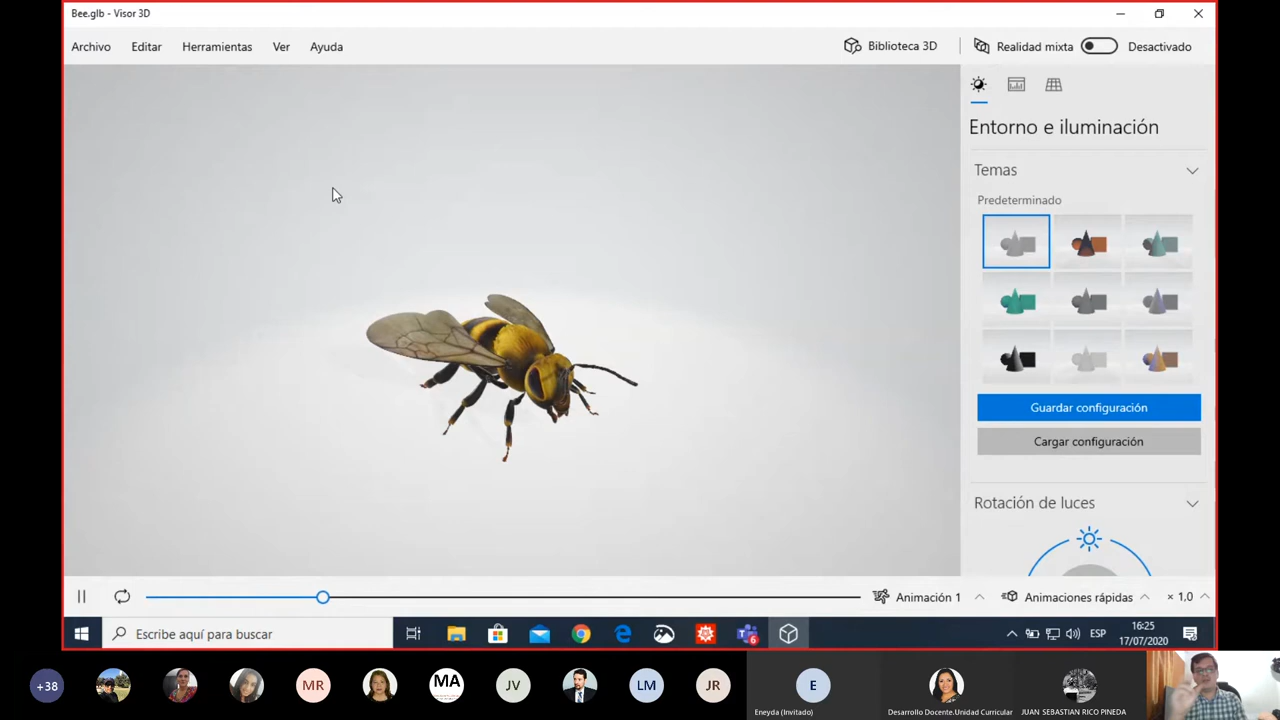 Bee.glb - Visor 3D
Archivo Editar Herramientas Ver Ayuda Biblioteca 3D Realidad mixta Desactivado
Entorno e iluminación
Temas
Predeterminado
Guardar configuración
Cargar configuración
Rotación de luces
Animación 1 Animaciones rápidas × 1,0
Escribe aquí para buscar
6
ESP
16:25
17/07/2020
+38 MR MA JV LM JR E
Eneyda (Invitado) Desarrollo Docente.Unidad Curricular JUAN SEBASTIAN RICO PINEDA